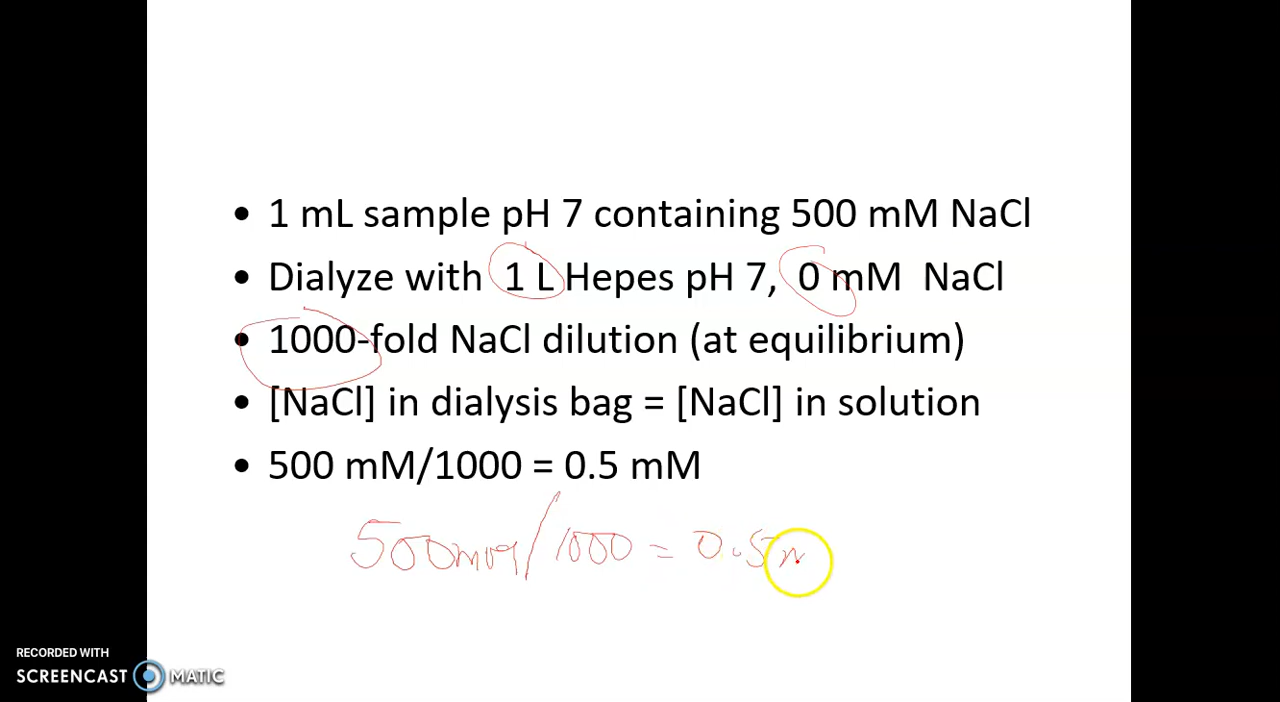 • 1 mL sample pH 7 containing 500 mM NaCl
• Dialyze with 1 L Hepes pH 7, 0 mM NaCl
• 1000-fold NaCl dilution (at equilibrium)
• [NaCl] in dialysis bag = [NaCl] in solution
• 500 mM/1000 = 0.5 mM
500 /1000 = 0.5
RECORDED WITH
SCREENCAST MATIC